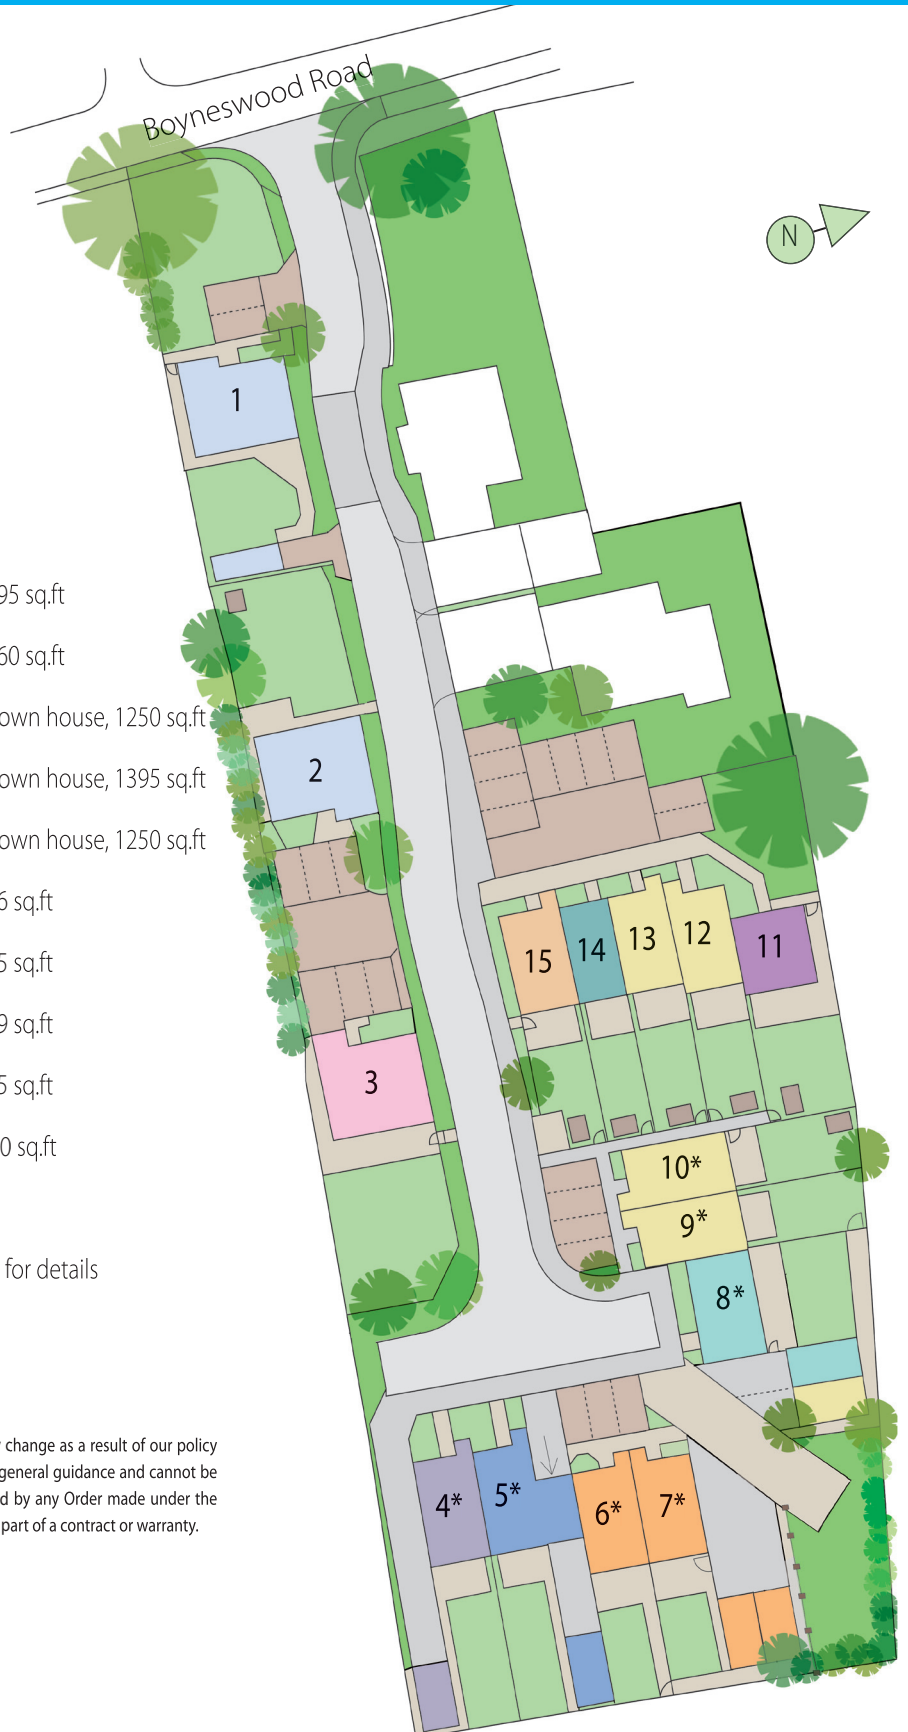 Boyneswood Road
N
1
95 sq.ft
60 sq.ft
own house, 1250 sq.ft
2
own house, 1395 sq.ft
own house, 1250 sq.ft
6 sq.ft
15 14 13 12 11
5 sq.ft
9 sq.ft
3
5 sq.ft
0 sq.ft
10*
9*
for details
8*
change as a result of our policy
general guidance and cannot be
d by any Order made under the
part of a contract or warranty.
4* 5* 6* 7*